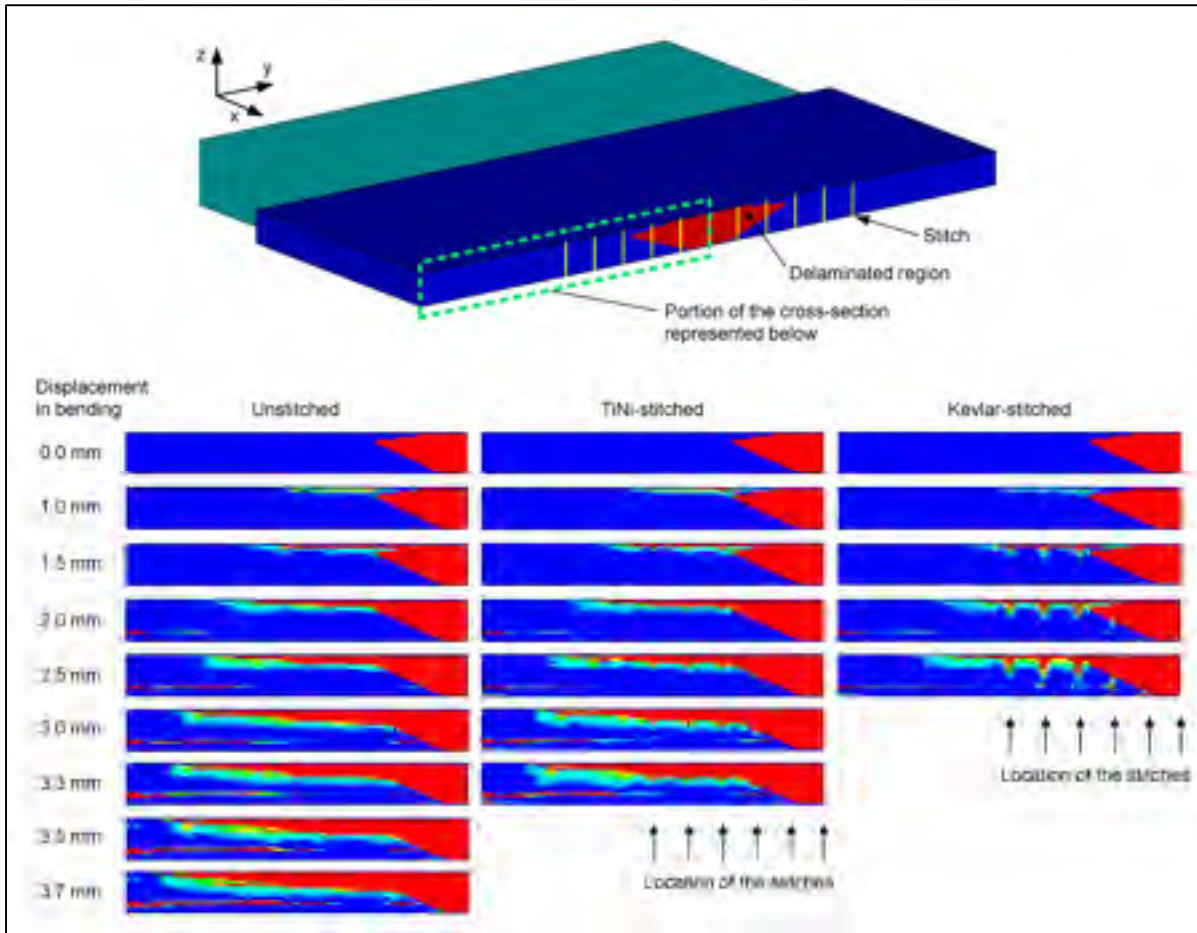 z
y
x
Stitch
Delaminated region
Portion of the cross-section
represented below
Displacement
in bending
Unstitched
TiNi-stitched
Kevlar-stitched
0.0 mm
1.0 mm
1.5 mm
2.0 mm
2.5 mm
3.0 mm
3.3 mm
3.5 mm
3.7 mm
Location of the stitches
Location of the stitches